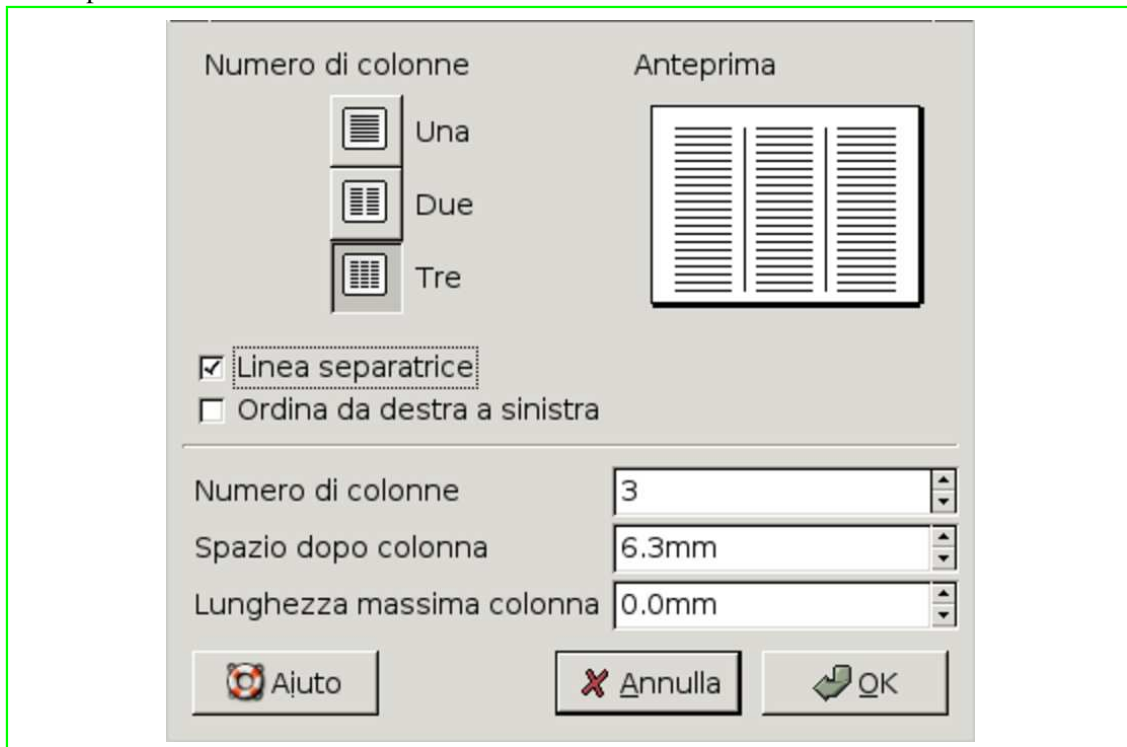 Numero di colonne
Anteprima
Una
Due
Tre
Linea separatrice
Ordina da destra a sinistra
Numero di colonne 3
Spazio dopo colonna 6.3mm
Lunghezza massima colonna 0.0mm
Aiuto Annulla OK